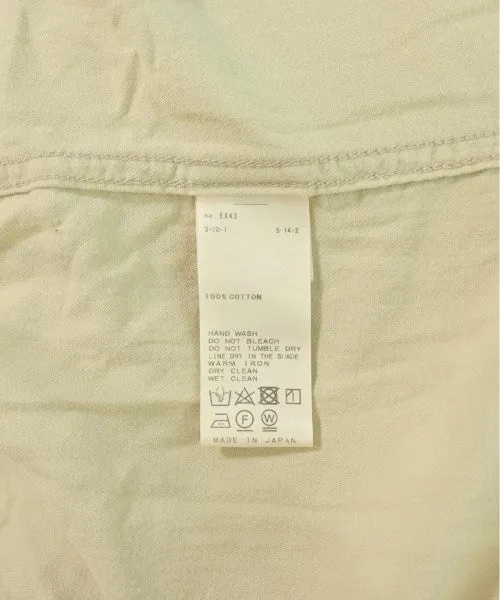 no. EX43
3-10-1 5-14-2
100% COTTON
HAND WASH
DO NOT BLEACH
DO NOT TUMBLE DRY
LINE DRY IN THE SHADE
WARM IRON
DRY CLEAN
WET CLEAN
F W
MADE IN JAPAN